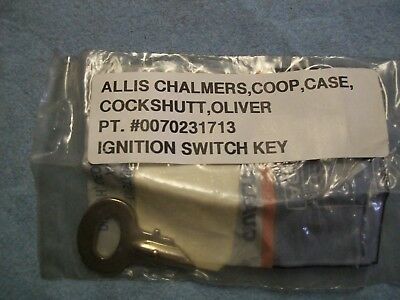 ALLIS CHALMERS,COOP,CASE,
COCKSHUTT,OLIVER
PT. #0070231713
IGNITION SWITCH KEY